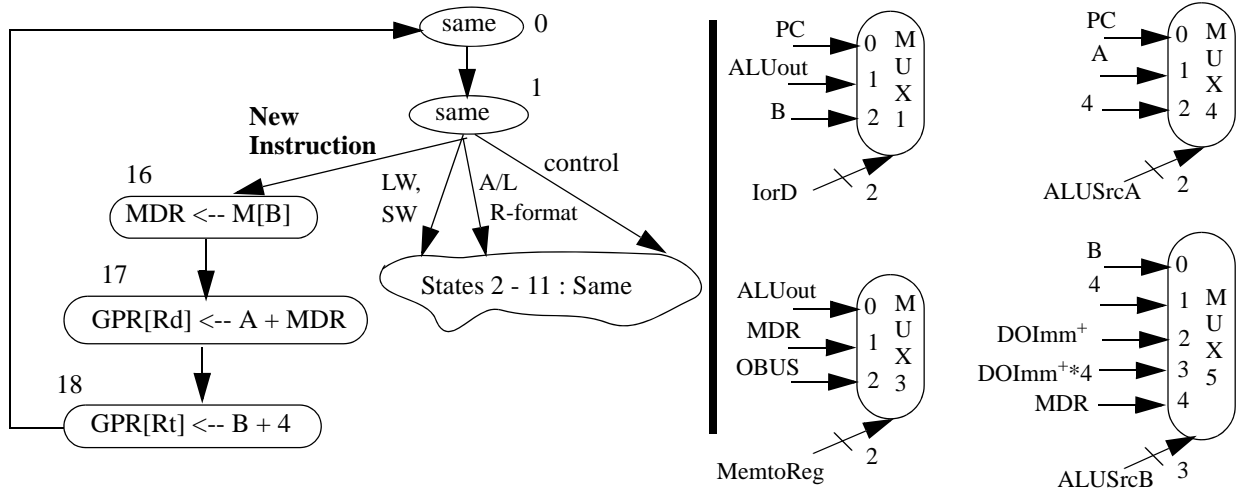 same 0
same 1
New
Instruction
LW,
SW
A/L
R-format
control
16
MDR <-- M[B]
17
GPR[Rd] <-- A + MDR
18
GPR[Rt] <-- B + 4
States 2 - 11 : Same
PC 0
ALUout 1
B 2
M
U
X
1
IorD 2
PC 0
A 1
4 2
M
U
X
4
ALUSrcA 2
ALUout 0
MDR 1
OBUS 2
M
U
X
3
MemtoReg 2
B 0
4 1
DOImm+ 2
DOImm+*4 3
MDR 4
M
U
X
5
ALUSrcB 3